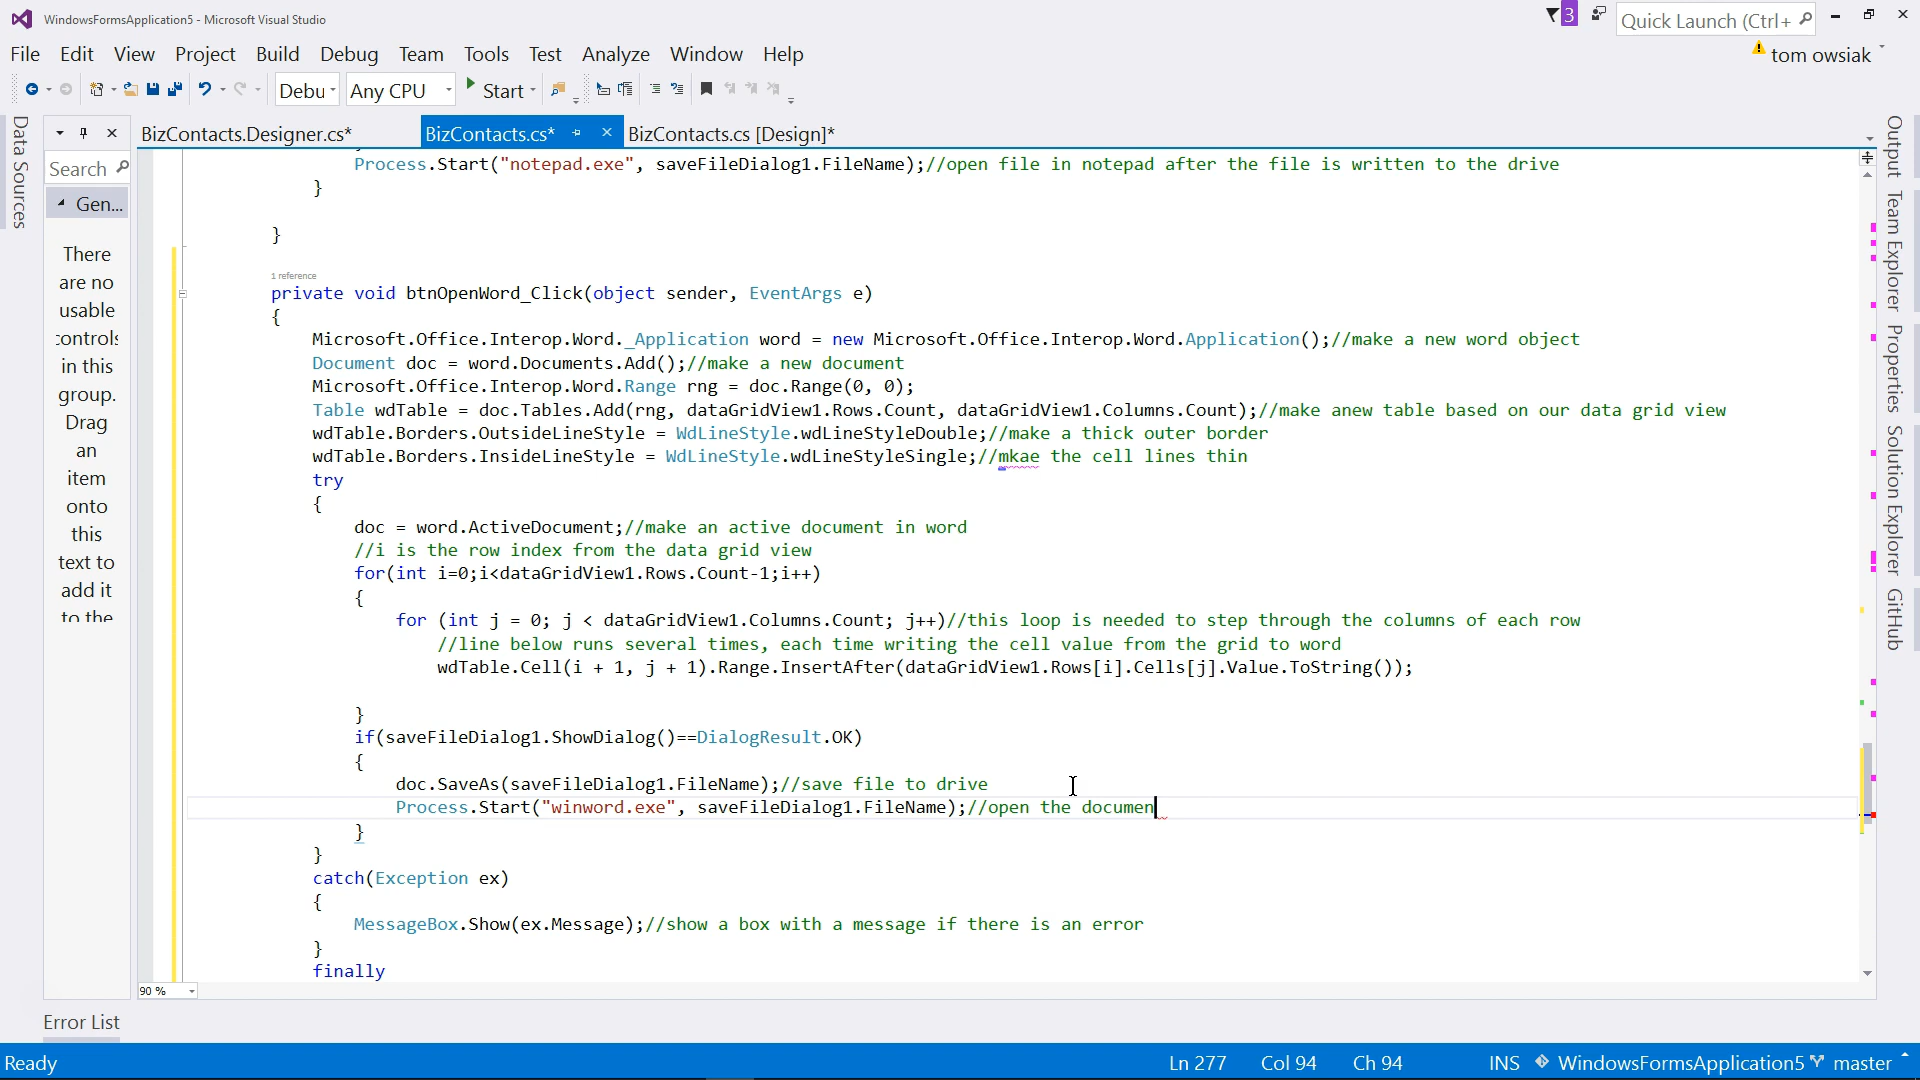 WindowsFormsApplication5 - Microsoft Visual Studio
3
Quick Launch (Ctrl+
File Edit View Project Build Debug Team Tools Test Analyze Window Help
tom owsiak
Debu Any CPU Start
Data Sources
Search
Gen...
There
are no
usable
controls
in this
group.
Drag
an
item
onto
this
text to
add it
to the
BizContacts.Designer.cs* BizContacts.cs* BizContacts.cs [Design]*
Process.Start("notepad.exe", saveFileDialog1.FileName);//open file in notepad after the file is written to the drive
}
}
1 reference
private void btnOpenWord_Click(object sender, EventArgs e)
{
Microsoft.Office.Interop.Word._Application word = new Microsoft.Office.Interop.Word.Application();//make a new word object
Document doc = word.Documents.Add();//make a new document
Microsoft.Office.Interop.Word.Range rng = doc.Range(0, 0);
Table wdTable = doc.Tables.Add(rng, dataGridView1.Rows.Count, dataGridView1.Columns.Count);//make anew table based on our data grid view
wdTable.Borders.OutsideLineStyle = WdLineStyle.wdLineStyleDouble;//make a thick outer border
wdTable.Borders.InsideLineStyle = WdLineStyle.wdLineStyleSingle;//mkae the cell lines thin
try
{
doc = word.ActiveDocument;//make an active document in word
//i is the row index from the data grid view
for(int i=0;i<dataGridView1.Rows.Count-1;i++)
{
for (int j = 0; j < dataGridView1.Columns.Count; j++)//this loop is needed to step through the columns of each row
//line below runs several times, each time writing the cell value from the grid to word
wdTable.Cell(i + 1, j + 1).Range.InsertAfter(dataGridView1.Rows[i].Cells[j].Value.ToString());
}
if(saveFileDialog1.ShowDialog()==DialogResult.OK)
{
doc.SaveAs(saveFileDialog1.FileName);//save file to drive
Process.Start("winword.exe", saveFileDialog1.FileName);//open the documen
}
}
catch(Exception ex)
{
MessageBox.Show(ex.Message);//show a box with a message if there is an error
}
finally
90 %
Output
Team Explorer
Properties
Solution Explorer
GitHub
Error List
Ready Ln 277 Col 94 Ch 94 INS WindowsFormsApplication5 master